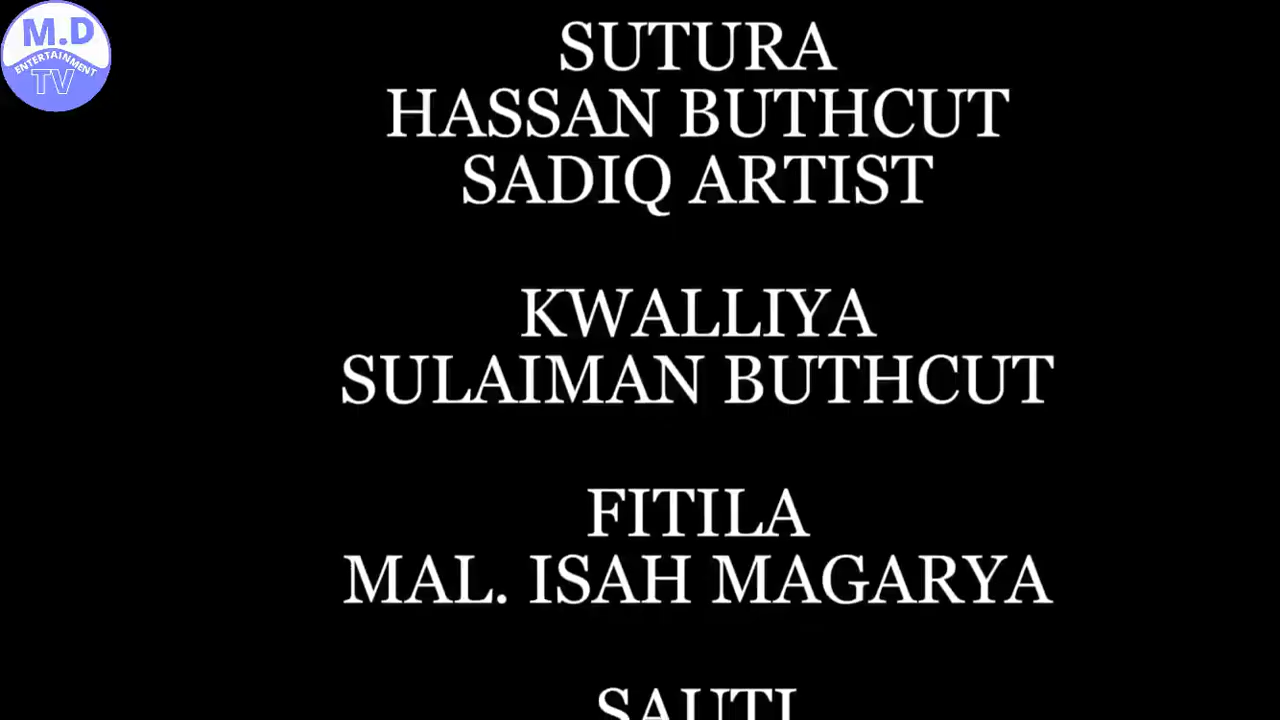 M.D
ENTERTAINMENT
TV
SUTURA
HASSAN BUTHCUT
SADIQ ARTIST
KWALLIYA
SULAIMAN BUTHCUT
FITILA
MAL. ISAH MAGARYA
SAUTI